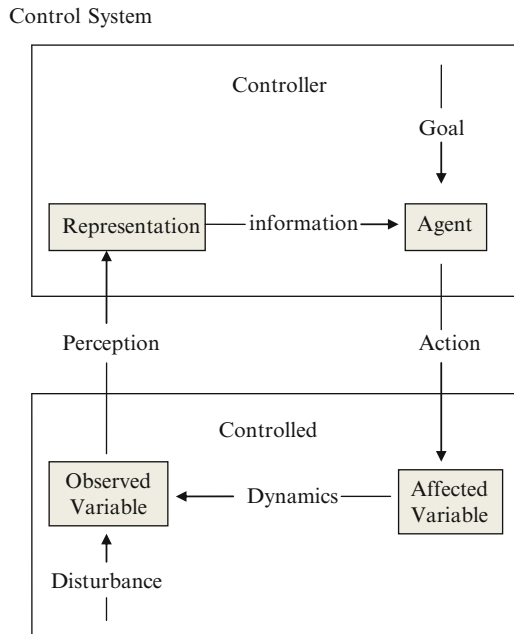 Control System
Controller
Goal
Representation
information
Agent
Perception
Action
Controlled
Observed
Variable
Dynamics
Affected
Variable
Disturbance